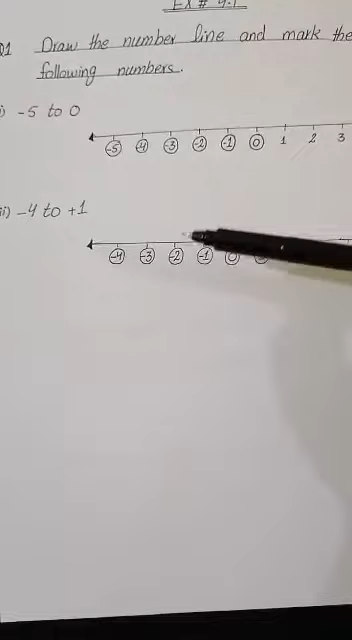 Ex # 4.1
Q1 Draw the number line and mark the
following numbers.
i) -5 to 0
-5 -4 -3 -2 -1 0 1 2 3
ii) -4 to +1
-4 -3 -2 -1 0